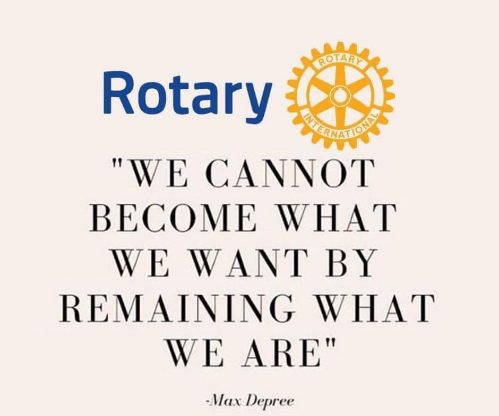 Rotary
ROTARY
INTERNATIONAL
"WE CANNOT
BECOME WHAT
WE WANT BY
REMAINING WHAT
WE ARE"
-Max Depree